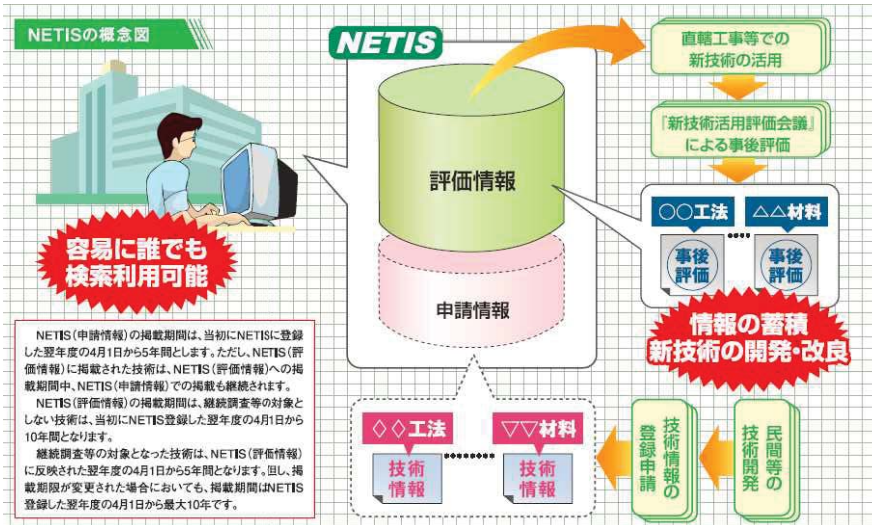 NETISの概念図
NETIS
直轄工事等での
新技術の活用
『新技術活用評価会議』
による事後評価
評価情報
○○工法
△△材料
事後
評価
事後
評価
容易に誰でも
検索利用可能
申請情報
情報の蓄積
新技術の開発・改良
NETIS(申請情報)の掲載期間は、当初にNETISに登録
した翌年度の4月1日から5年間とします。ただし、NETIS(評
価情報)に掲載された技術は、NETIS(評価情報)への掲
載期間中、NETIS(申請情報)での掲載も継続されます。
NETIS(評価情報)の掲載期間は、継続調査等の対象と
しない技術は、当初にNETIS登録した翌年度の4月1日から
10年間となります。
継続調査等の対象となった技術は、NETIS(評価情報)
に反映された翌年度の4月1日から5年間となります。但し、掲
載期限が変更された場合においても、掲載期間はNETIS
登録した翌年度の4月1日から最大10年です。
◇◇工法
▽▽材料
技術
情報
技術
情報
技術情報の
登録申請
民間等の
技術開発